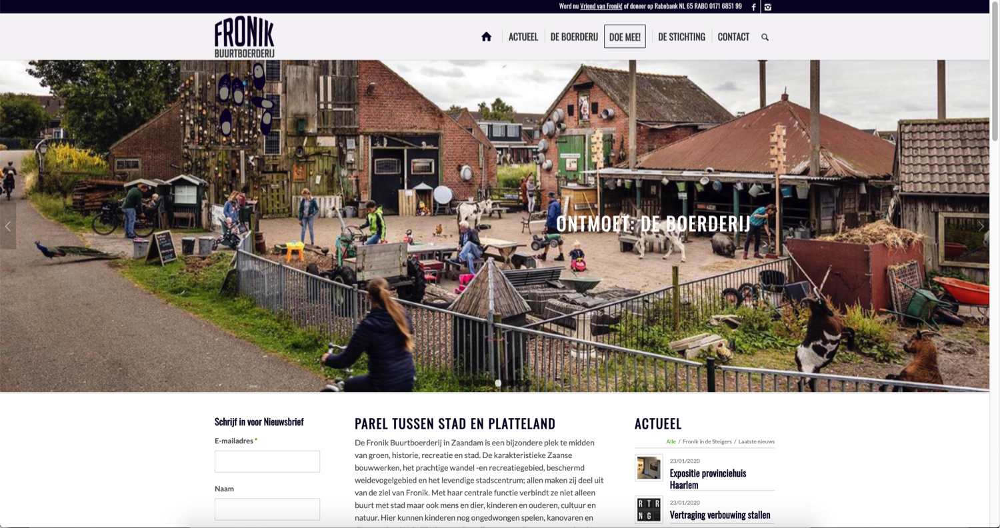 Word nu Vriend van Fronik! of doneer op Rabobank NL 65 RABO 0171 6851 99
FRONIK
BUURTBOERDERIJ
ACTUEEL
DE BOERDERIJ
DOE MEE!
DE STICHTING
CONTACT
ONTMOET: DE BOERDERIJ
Schrijf in voor Nieuwsbrief
E-mailadres *
Naam
PAREL TUSSEN STAD EN PLATTELAND
De Fronik Buurtboerderij in Zaandam is een bijzondere plek te midden
van groen, historie, recreatie en stad. De karakteristieke Zaanse
bouwwerken, het prachtige wandel -en recreatiegebied, beschermd
weidevogelgebied en het levendige stadscentrum; allen maken zij deel uit
van de ziel van Fronik. Met haar centrale functie verbindt ze niet alleen
buurt met stad maar ook mens en dier, kinderen en ouderen, cultuur en
natuur. Hier kunnen kinderen nog ongedwongen spelen, kanovaren en
ACTUEEL
Alle / Fronik in de Steigers / Laatste nieuws
23/01/2020
Expositie provinciehuis
Haarlem
R T R
N G
23/01/2020
Vertraging verbouwing stallen